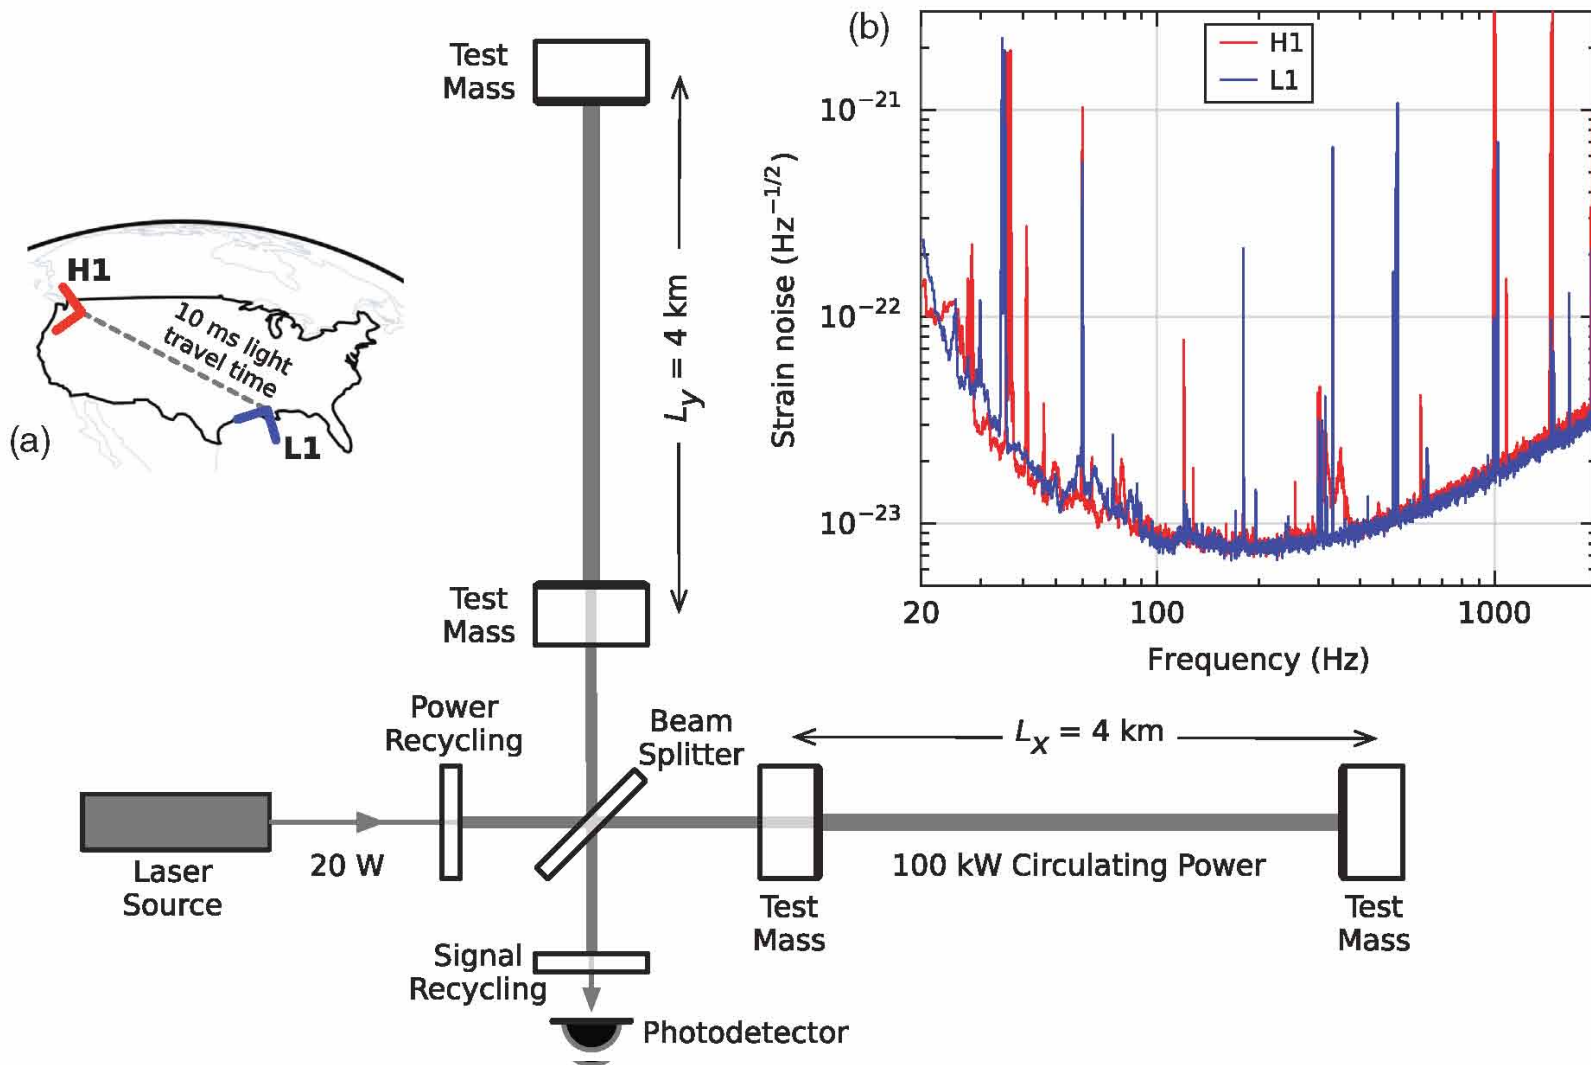 Test
Mass
(b)
H1
L1
10⁻²¹
10⁻²²
10⁻²³
Strain noise (Hz⁻¹/²)
20
100
1000
Frequency (Hz)
H1
10 ms light
travel time
L1
(a)
L_y = 4 km
Test
Mass
Power
Recycling
Beam
Splitter
L_x = 4 km
Laser
Source
20 W
100 kW Circulating Power
Test
Mass
Test
Mass
Signal
Recycling
Photodetector